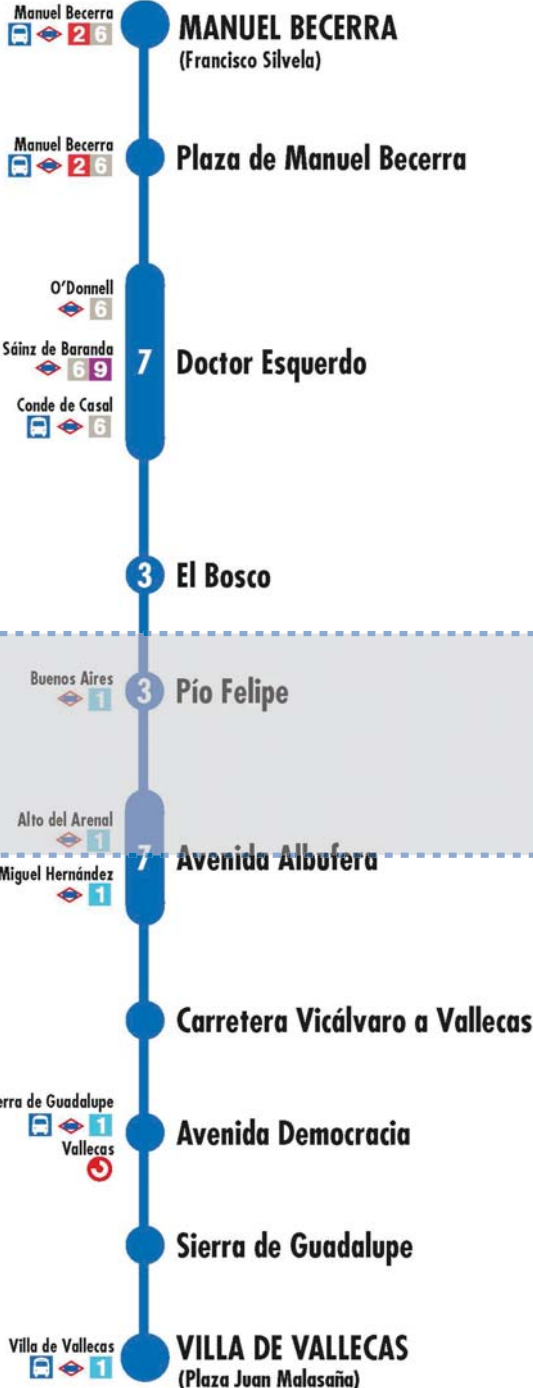 Manuel Becerra
2 6
MANUEL BECERRA
(Francisco Silvela)
Manuel Becerra
2 6
Plaza de Manuel Becerra
O'Donnell
6
Sáinz de Baranda
6 9
Conde de Casal
6
7
Doctor Esquerdo
3
El Bosco
Buenos Aires
1
3
Pío Felipe
Alto del Arenal
1
Miguel Hernández
1
7
Avenida Albufera
Carretera Vicálvaro a Vallecas
erra de Guadalupe
1
Vallecas
Avenida Democracia
Sierra de Guadalupe
Villa de Vallecas
1
VILLA DE VALLECAS
(Plaza Juan Malasaña)